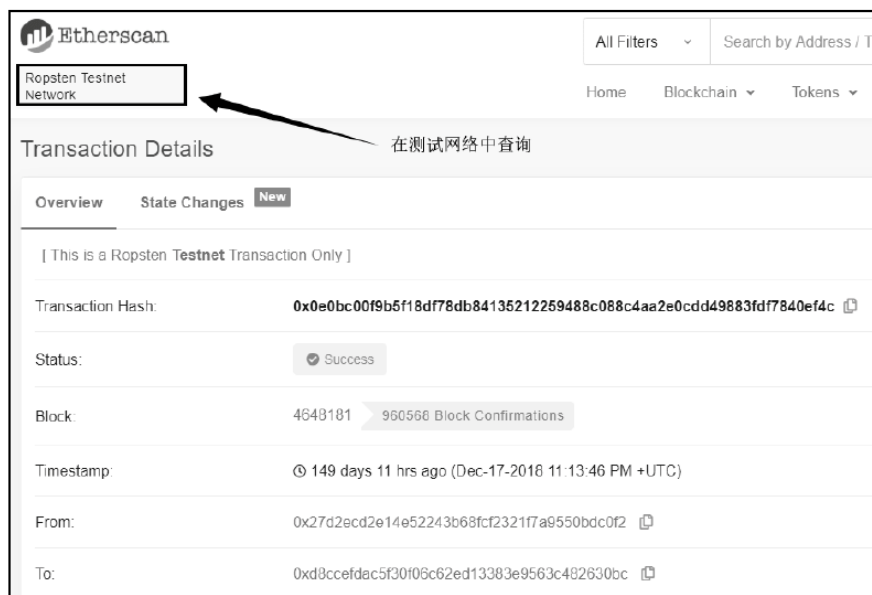 Etherscan
All Filters
Search by Address / T
Ropsten Testnet
Network
Home Blockchain Tokens
在测试网络中查询
Transaction Details
Overview State Changes New
[ This is a Ropsten Testnet Transaction Only ]
Transaction Hash: 0x0e0bc00f9b5f18df78db84135212259488c088c4aa2e0cdd49883fdf7840ef4c
Status: Success
Block: 4648181 960568 Block Confirmations
Timestamp: 149 days 11 hrs ago (Dec-17-2018 11:13:46 PM +UTC)
From: 0x27d2ecd2e14e52243b68fcf2321f7a9550bdc0f2
To: 0xd8ccefdac5f30f06c62ed13383e9563c482630bc